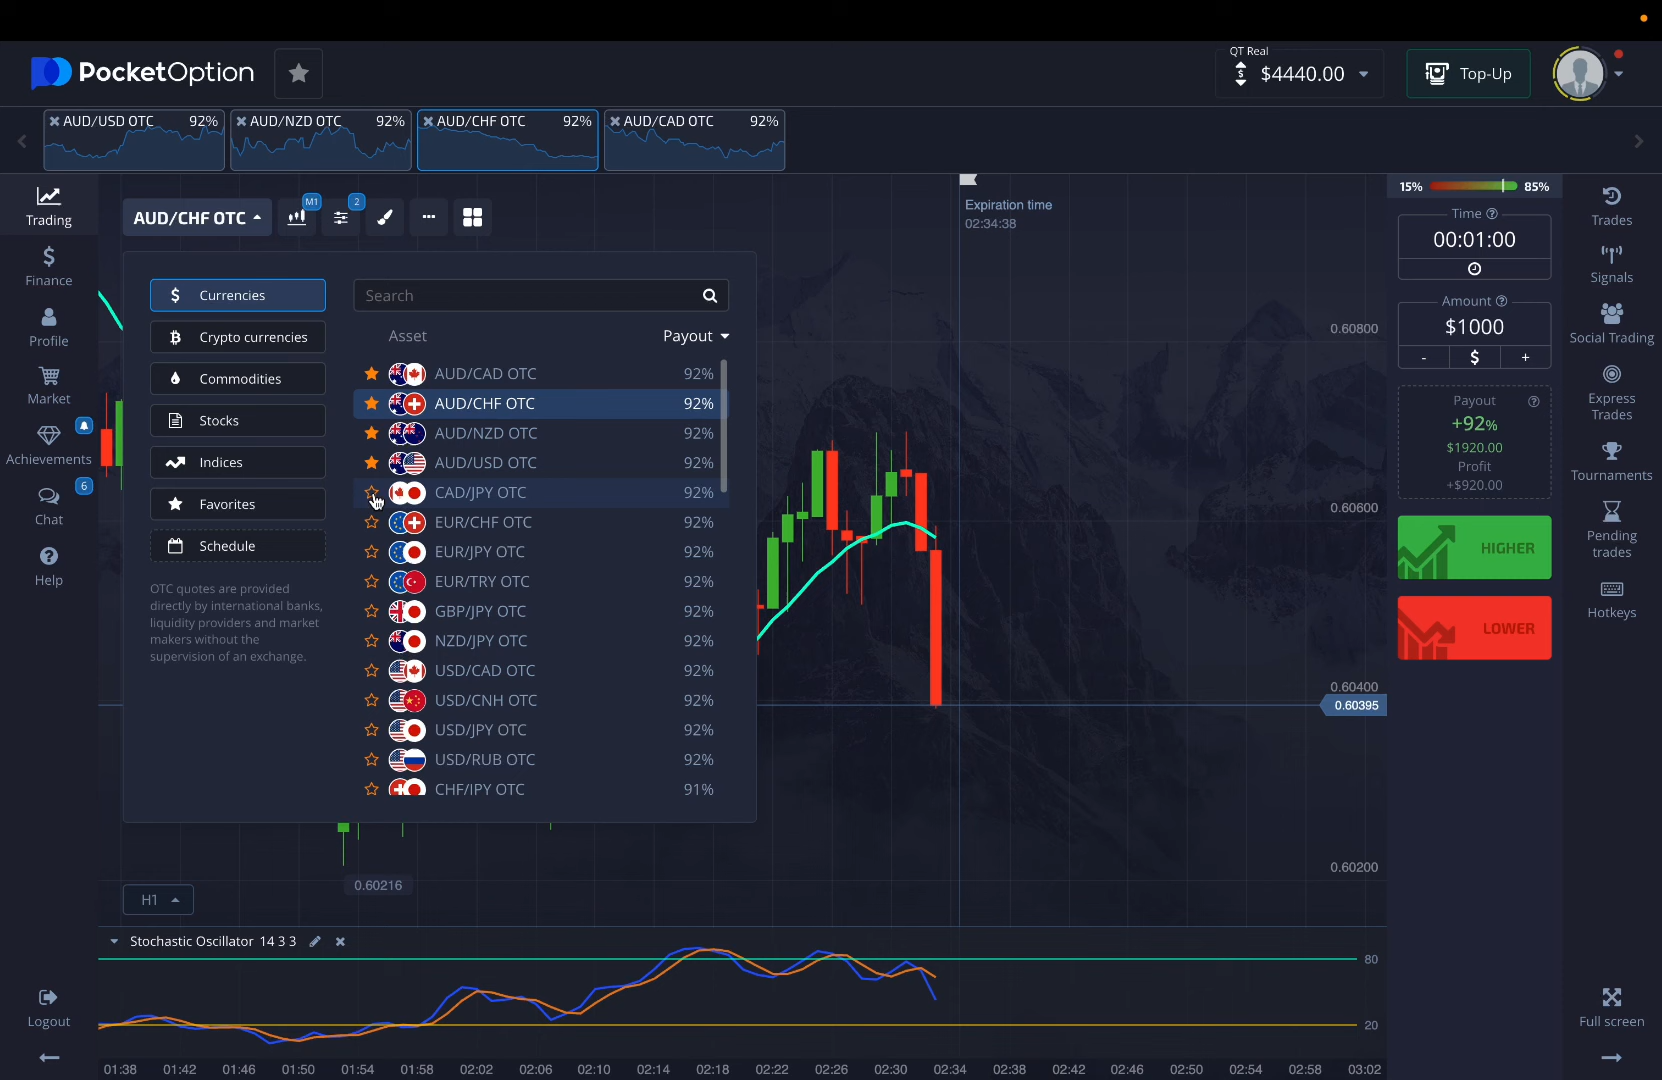 PocketOption
QT Real
$4440.00
Top-Up
AUD/USD OTC 92%
AUD/NZD OTC 92%
AUD/CHF OTC 92%
AUD/CAD OTC 92%
Trading
Finance
Profile
Market
Achievements
6
Chat
Help
Logout
AUD/CHF OTC
M1
2
Expiration time
02:34:38
Currencies
Crypto currencies
Commodities
Stocks
Indices
Favorites
Schedule
OTC quotes are provided
directly by international banks,
liquidity providers and market
makers without the
supervision of an exchange.
Search
Asset Payout
AUD/CAD OTC 92%
AUD/CHF OTC 92%
AUD/NZD OTC 92%
AUD/USD OTC 92%
CAD/JPY OTC 92%
EUR/CHF OTC 92%
EUR/JPY OTC 92%
EUR/TRY OTC 92%
GBP/JPY OTC 92%
NZD/JPY OTC 92%
USD/CAD OTC 92%
USD/CNH OTC 92%
USD/JPY OTC 92%
USD/RUB OTC 92%
CHF/JPY OTC 91%
0.60800
0.60600
0.60400
0.60395
0.60200
0.60216
H1
Stochastic Oscillator 14 3 3
80
20
01:38 01:42 01:46 01:50 01:54 01:58 02:02 02:06 02:10 02:14 02:18 02:22 02:26 02:30 02:34 02:38 02:42 02:46 02:50 02:54 02:58 03:02
15% 85%
Time
00:01:00
Amount
$1000
- $ +
Payout
+92%
$1920.00
Profit
+$920.00
HIGHER
LOWER
Trades
Signals
Social Trading
Express
Trades
Tournaments
Pending
trades
Hotkeys
Full screen